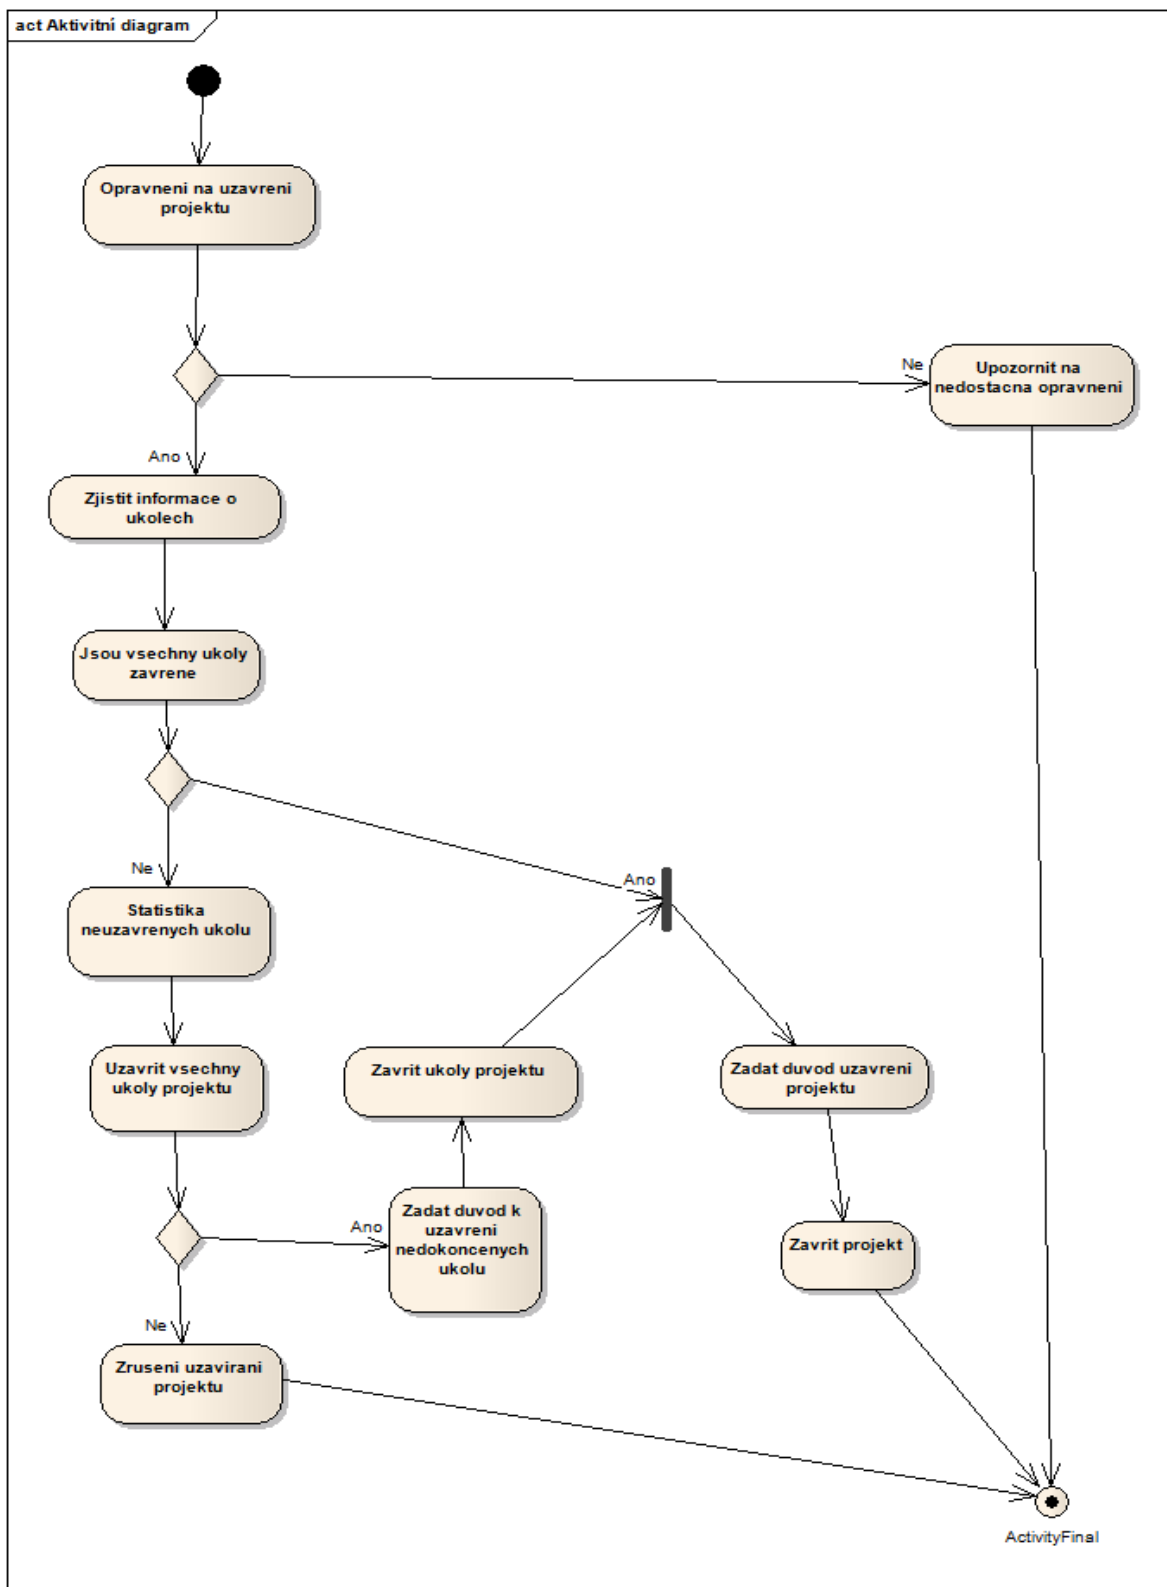 act Aktivitní diagram
Opravneni na uzavreni
projektu
Ne
Upozornit na
nedostacna opravneni
Ano
Zjistit informace o
ukolech
Jsou vsechny ukoly
zavrene
Ne
Ano
Statistika
neuzavrenych ukolu
Uzavrit vsechny
ukoly projektu
Zavrit ukoly projektu
Zadat duvod uzavreni
projektu
Ano
Zadat duvod k
uzavreni
nedokoncenych
ukolu
Zavrit projekt
Ne
Zruseni uzavirani
projektu
ActivityFinal